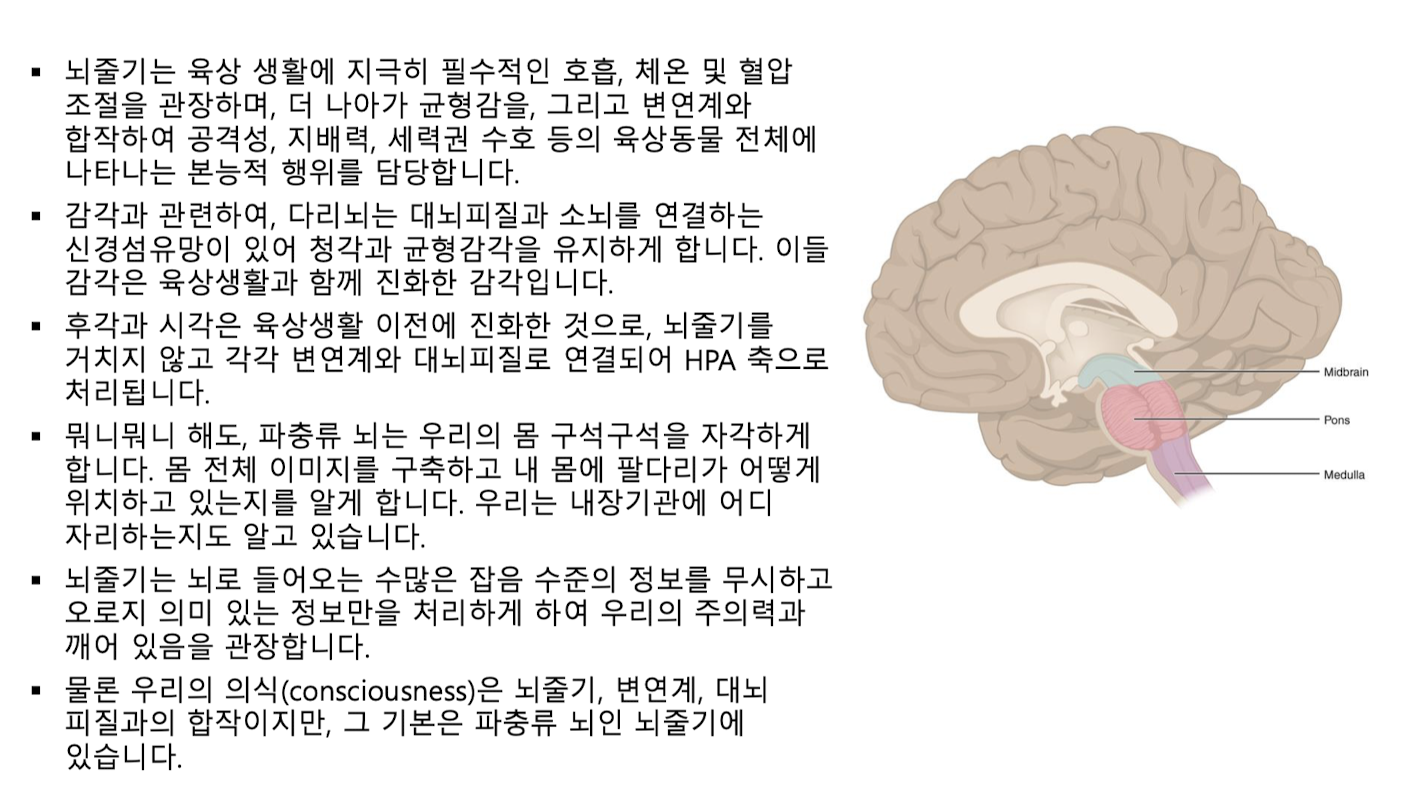 ▪ 뇌줄기는 육상 생활에 지극히 필수적인 호흡, 체온 및 혈압
조절을 관장하며, 더 나아가 균형감을, 그리고 변연계와
합작하여 공격성, 지배력, 세력권 수호 등의 육상동물 전체에
나타나는 본능적 행위를 담당합니다.
▪ 감각과 관련하여, 다리뇌는 대뇌피질과 소뇌를 연결하는
신경섬유망이 있어 청각과 균형감각을 유지하게 합니다. 이들
감각은 육상생활과 함께 진화한 감각입니다.
▪ 후각과 시각은 육상생활 이전에 진화한 것으로, 뇌줄기를
거치지 않고 각각 변연계와 대뇌피질로 연결되어 HPA 축으로
처리됩니다.
▪ 뭐니뭐니 해도, 파충류 뇌는 우리의 몸 구석구석을 자각하게
합니다. 몸 전체 이미지를 구축하고 내 몸에 팔다리가 어떻게
위치하고 있는지를 알게 합니다. 우리는 내장기관에 어디
자리하는지도 알고 있습니다.
▪ 뇌줄기는 뇌로 들어오는 수많은 잡음 수준의 정보를 무시하고
오로지 의미 있는 정보만을 처리하게 하여 우리의 주의력과
깨어 있음을 관장합니다.
▪ 물론 우리의 의식(consciousness)은 뇌줄기, 변연계, 대뇌
피질과의 합작이지만, 그 기본은 파충류 뇌인 뇌줄기에
있습니다.
Midbrain
Pons
Medulla